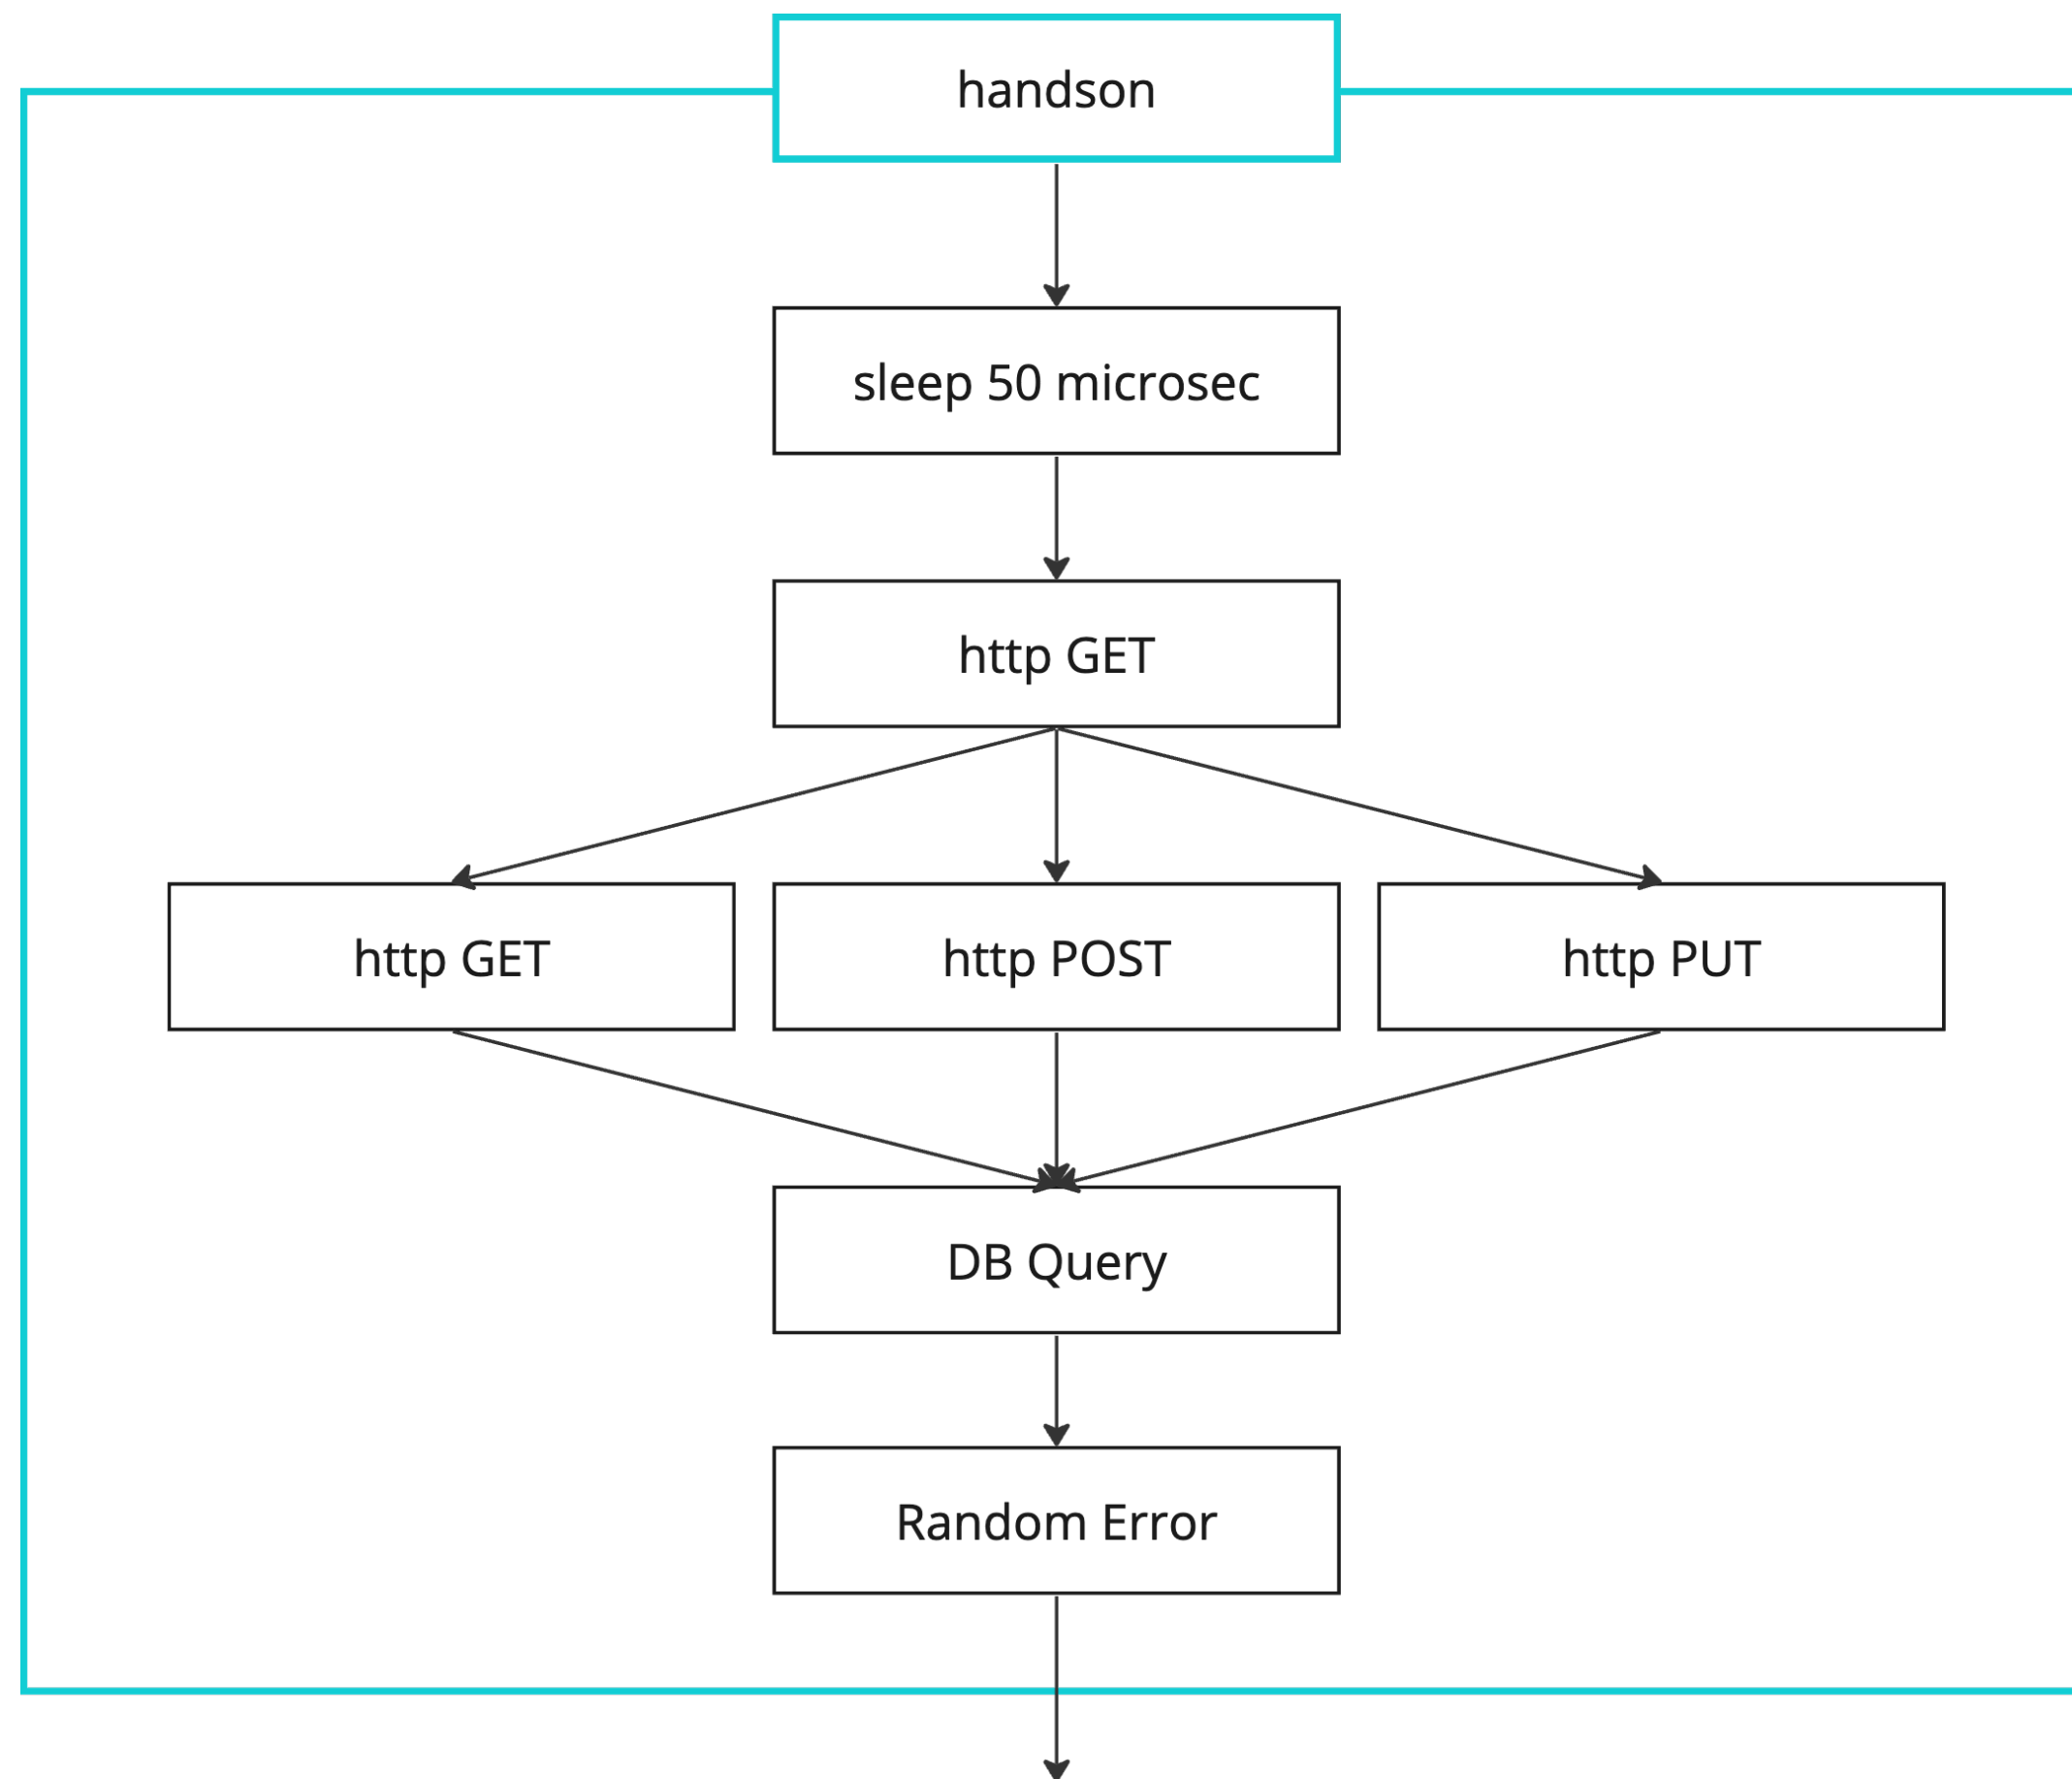 handson
sleep 50 microsec
http GET
http GET
http POST
http PUT
DB Query
Random Error